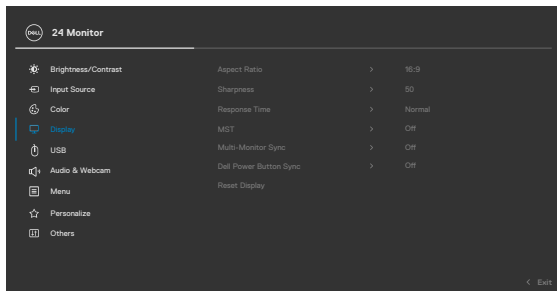 DELL 24 Monitor
Brightness/Contrast
Input Source
Color
Display
USB
Audio & Webcam
Menu
Personalize
Others
Aspect Ratio > 16:9
Sharpness > 50
Response Time > Normal
MST > Off
Multi-Monitor Sync > Off
Dell Power Button Sync > Off
Reset Display
< Exit